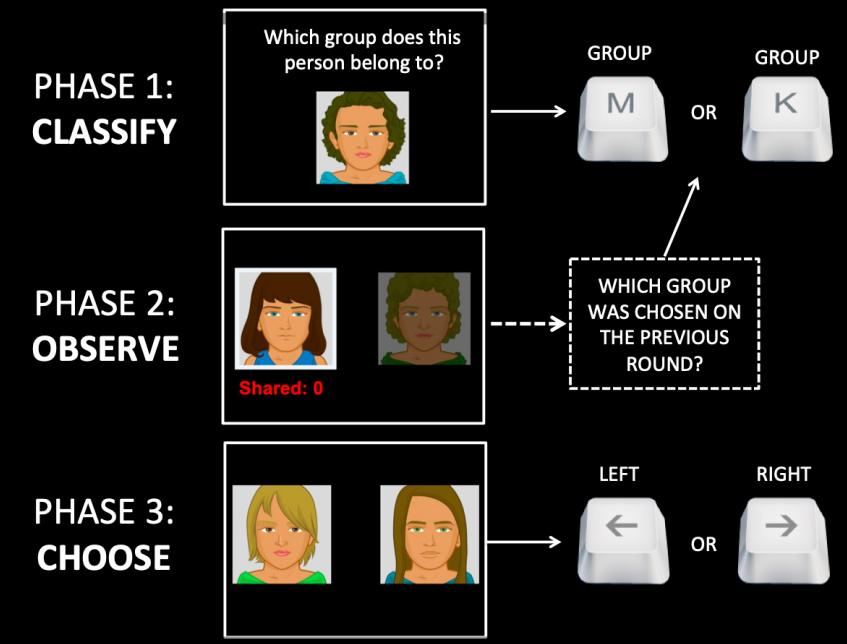 PHASE 1:
CLASSIFY
Which group does this
person belong to?
GROUP
M
OR
GROUP
K
PHASE 2:
OBSERVE
Shared: 0
WHICH GROUP
WAS CHOSEN ON
THE PREVIOUS
ROUND?
PHASE 3:
CHOOSE
LEFT
OR
RIGHT